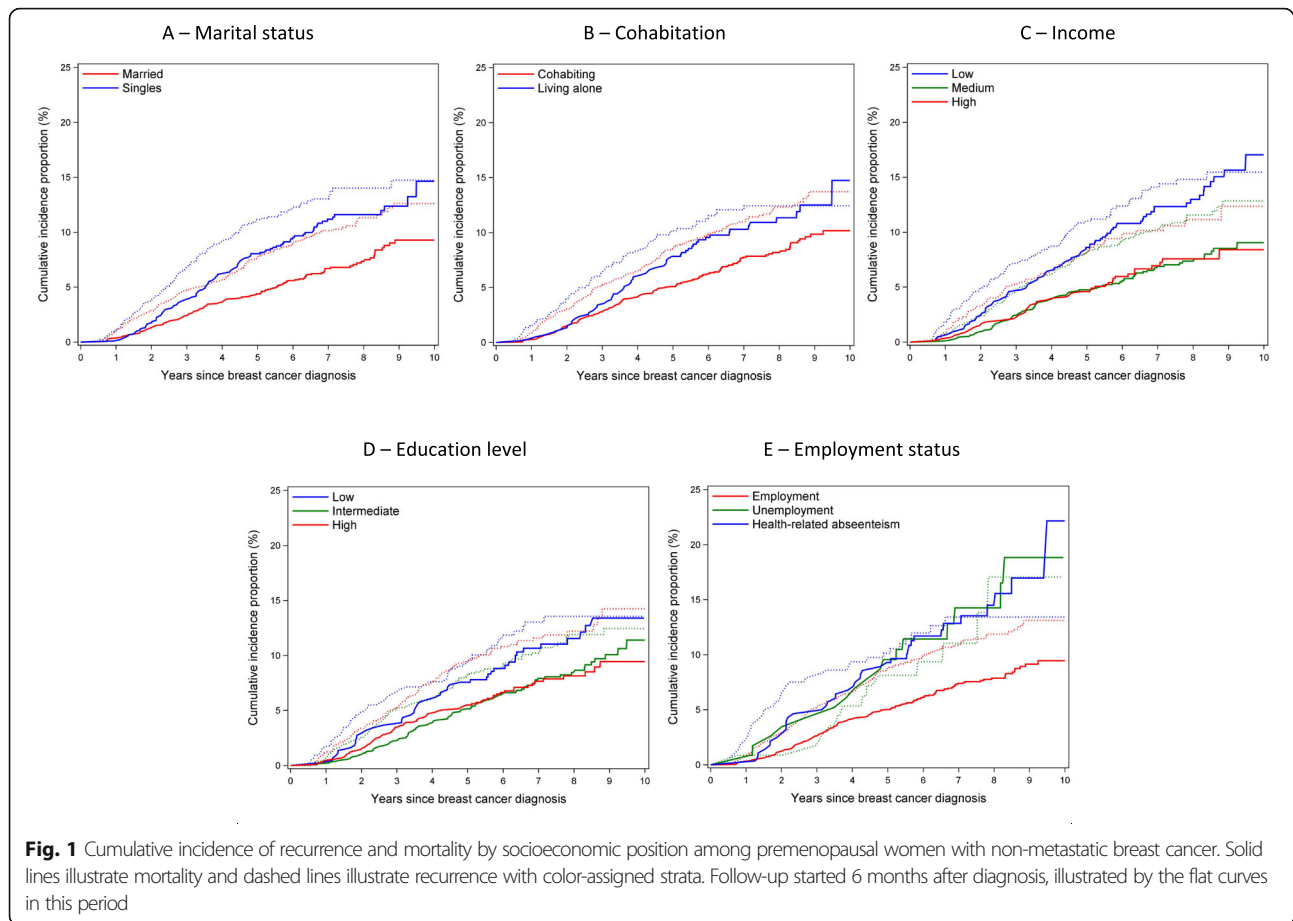 A – Marital status
Married
Singles
Cumulative incidence proportion (%)
25
20
15
10
5
0
0 1 2 3 4 5 6 7 8 9 10
Years since breast cancer diagnosis
B – Cohabitation
Cohabiting
Living alone
Cumulative incidence proportion (%)
25
20
15
10
5
0
0 1 2 3 4 5 6 7 8 9 10
Years since breast cancer diagnosis
C – Income
Low
Medium
High
Cumulative incidence proportion (%)
25
20
15
10
5
0
0 1 2 3 4 5 6 7 8 9 10
Years since breast cancer diagnosis
D – Education level
Low
Intermediate
High
Cumulative incidence proportion (%)
25
20
15
10
5
0
0 1 2 3 4 5 6 7 8 9 10
Years since breast cancer diagnosis
E – Employment status
Employment
Unemployment
Health-related abseenteism
Cumulative incidence proportion (%)
25
20
15
10
5
0
0 1 2 3 4 5 6 7 8 9 10
Years since breast cancer diagnosis
Fig. 1 Cumulative incidence of recurrence and mortality by socioeconomic position among premenopausal women with non-metastatic breast cancer. Solid
lines illustrate mortality and dashed lines illustrate recurrence with color-assigned strata. Follow-up started 6 months after diagnosis, illustrated by the flat curves
in this period